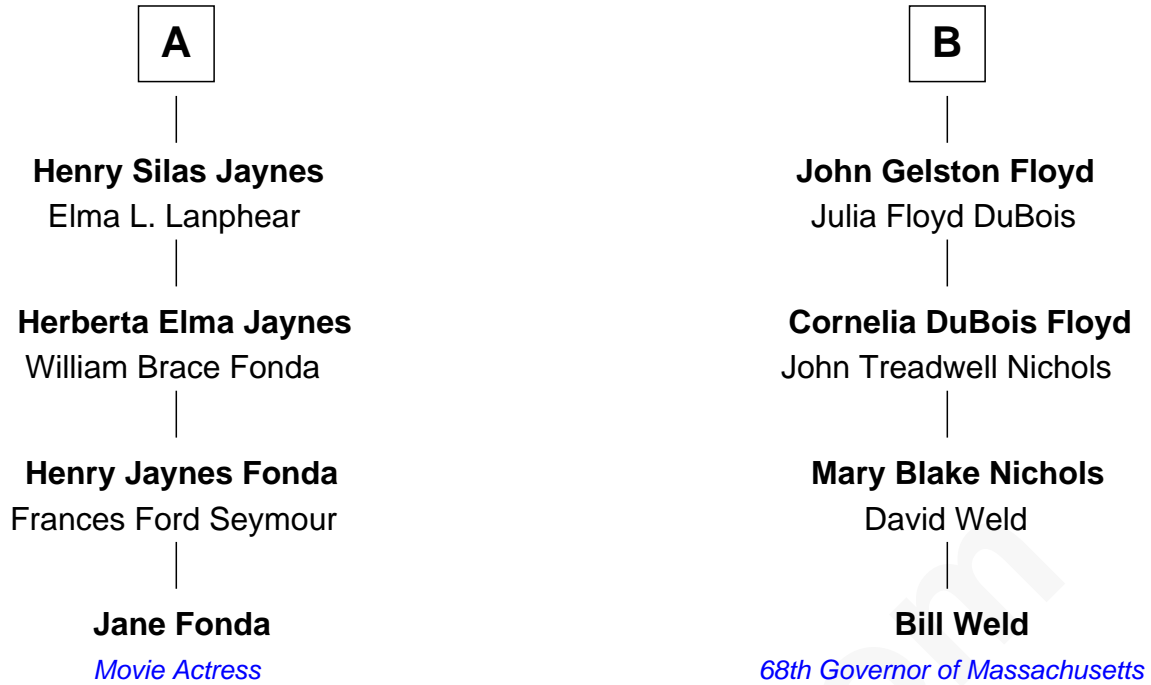 A
Henry Silas Jaynes
Elma L. Lanphear
Herberta Elma Jaynes
William Brace Fonda
Henry Jaynes Fonda
Frances Ford Seymour
Jane Fonda
Movie Actress
B
John Gelston Floyd
Julia Floyd DuBois
Cornelia DuBois Floyd
John Treadwell Nichols
Mary Blake Nichols
David Weld
Bill Weld
68th Governor of Massachusetts